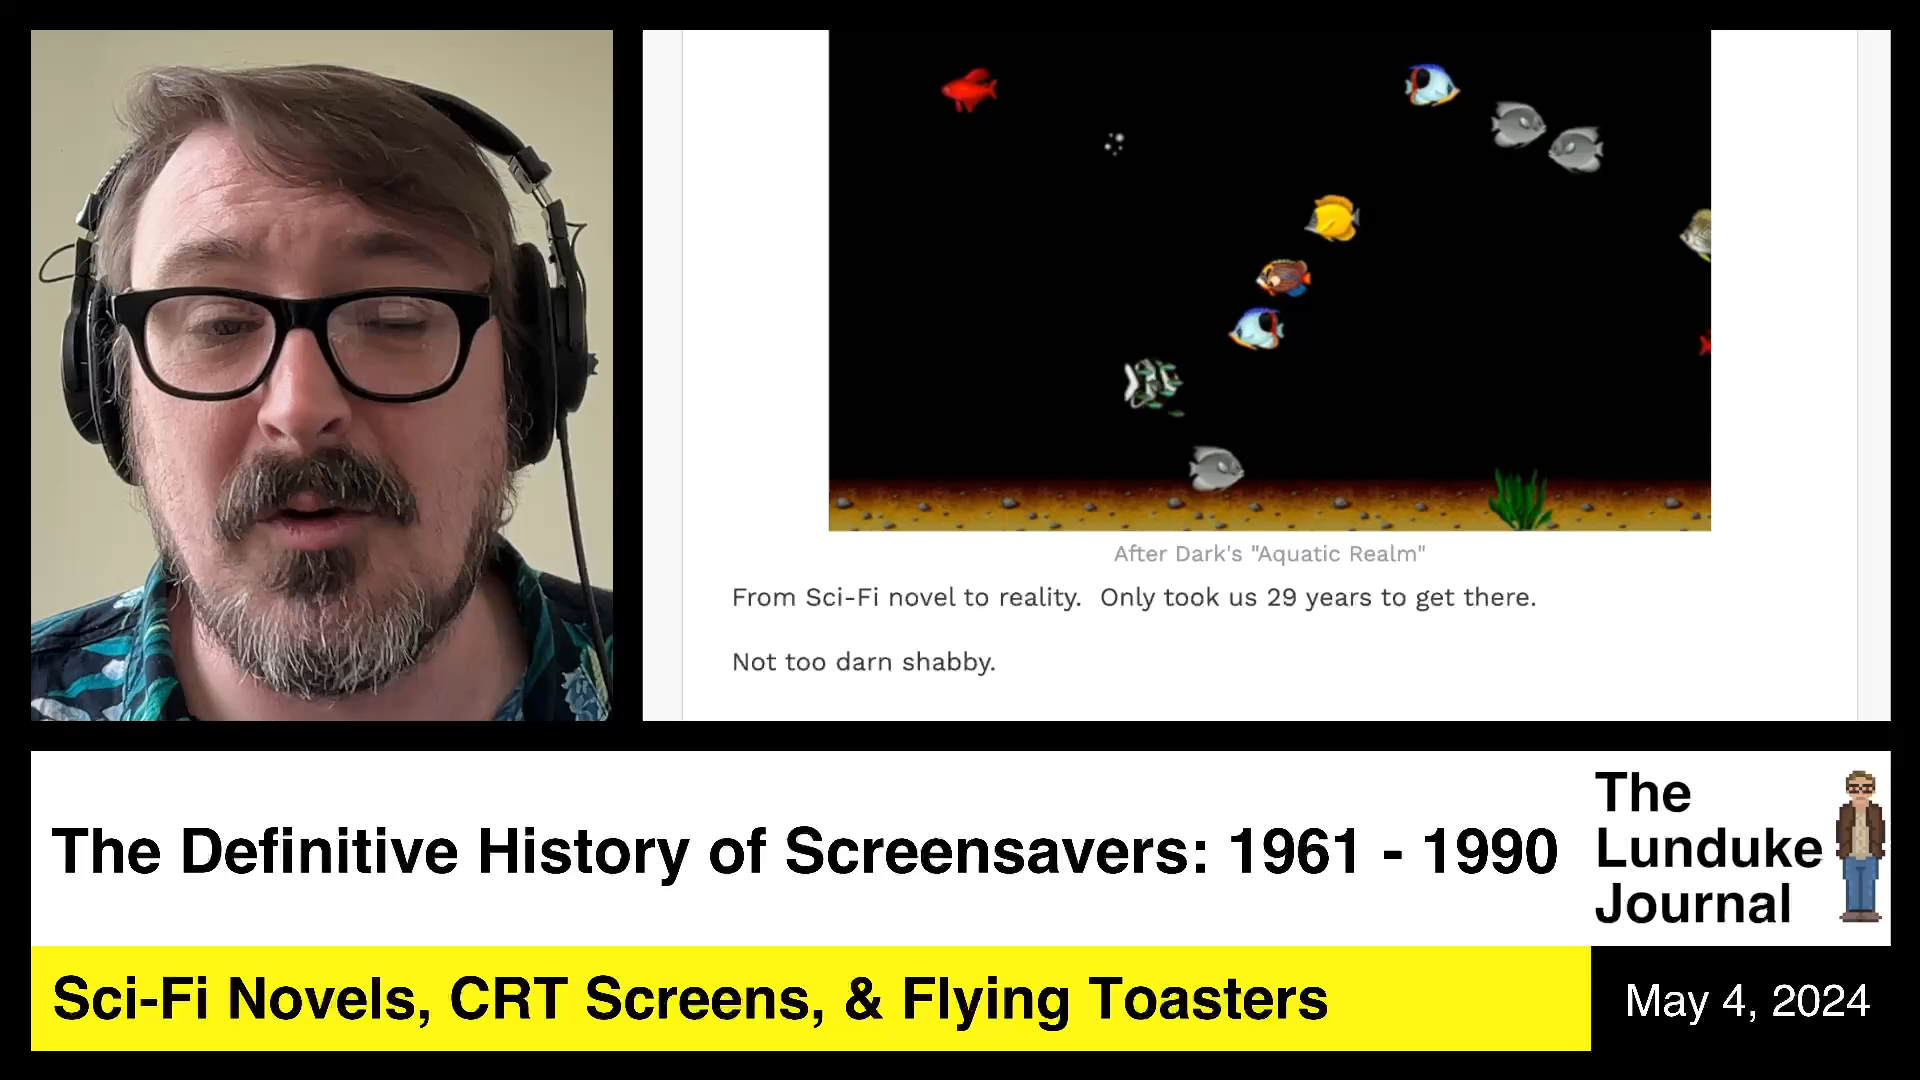 After Dark's "Aquatic Realm"
From Sci-Fi novel to reality.  Only took us 29 years to get there.
Not too darn shabby.
The Definitive History of Screensavers: 1961 - 1990
The
Lunduke
Journal
Sci-Fi Novels, CRT Screens, & Flying Toasters
May 4, 2024